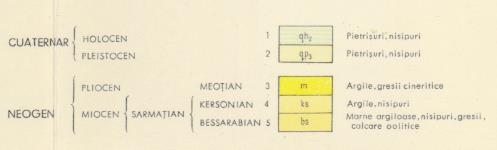 CUATERNAR
HOLOCEN 1 qh₂ Pietrişuri, nisipuri
PLEISTOCEN 2 qp₃ Pietrişuri, nisipuri
NEOGEN
PLIOCEN MEOŢIAN 3 m Argile, gresii cineritice
MIOCEN SARMAŢIAN KERSONIAN 4 ks Argile, nisipuri
BESSARABIAN 5 bs Marne argiloase, nisipuri, gresii,
calcare oolitice